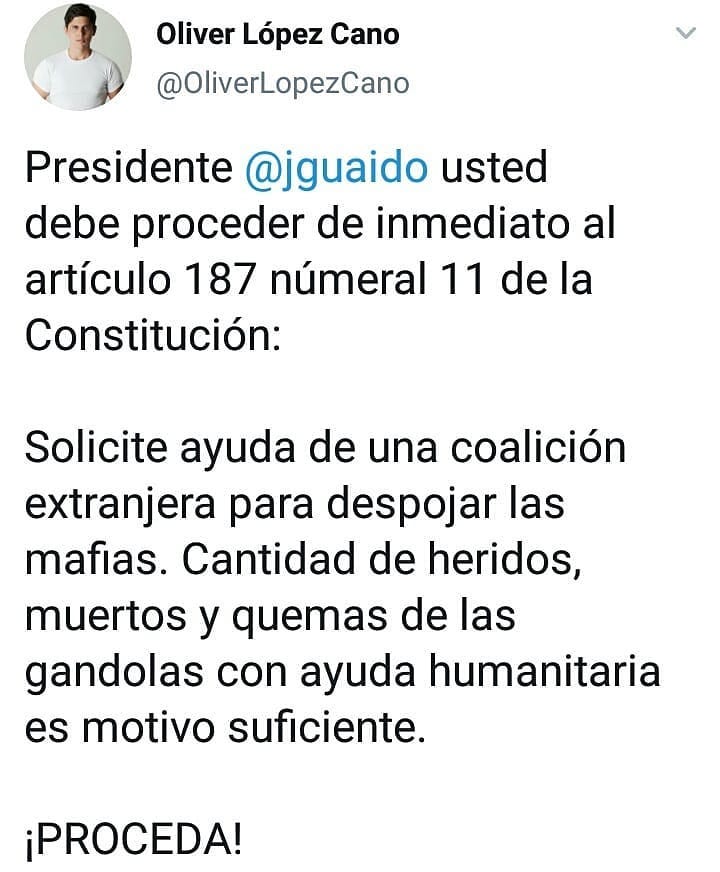 Oliver López Cano
@OliverLopezCano
Presidente @jguaido usted
debe proceder de inmediato al
artículo 187 númeral 11 de la
Constitución:
Solicite ayuda de una coalición
extranjera para despojar las
mafias. Cantidad de heridos,
muertos y quemas de las
gandolas con ayuda humanitaria
es motivo suficiente.
¡PROCEDA!